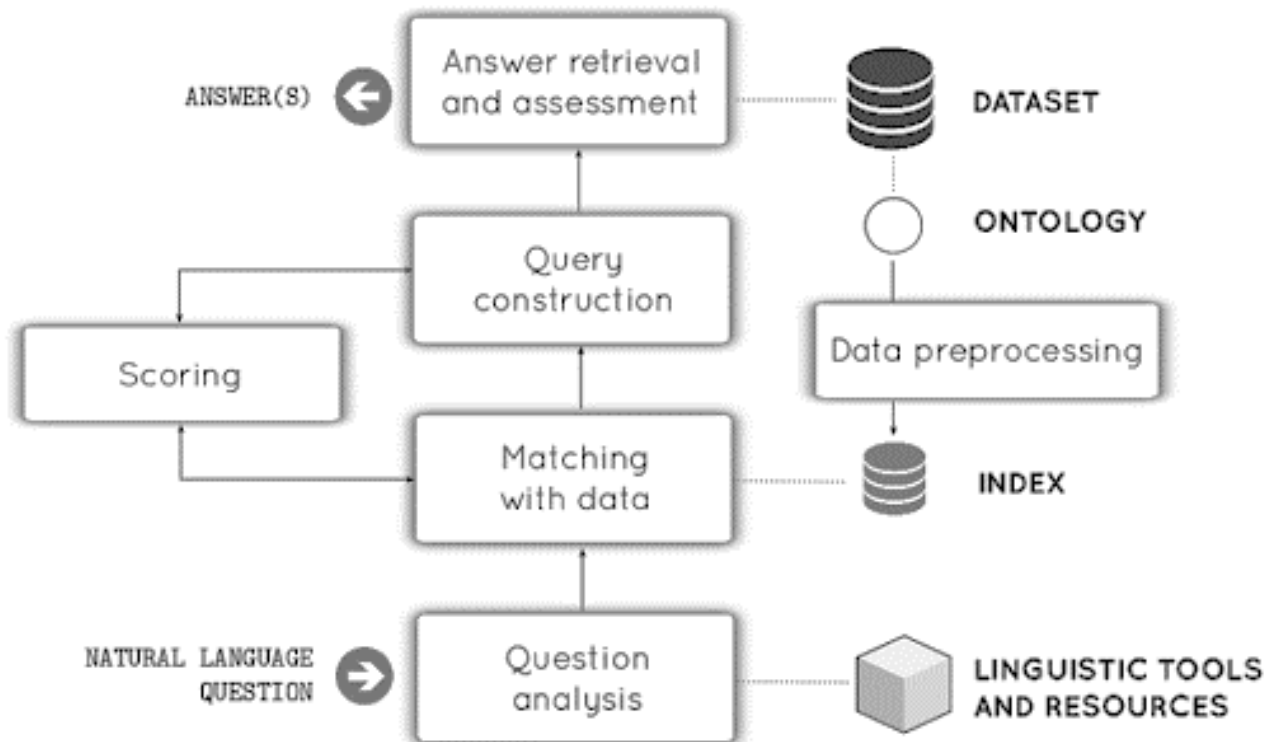 Answer retrieval
and assessment
ANSWER(S)
DATASET
ONTOLOGY
Query
construction
Data preprocessing
Scoring
Matching
with data
INDEX
NATURAL LANGUAGE
QUESTION
Question
analysis
LINGUISTIC TOOLS
AND RESOURCES